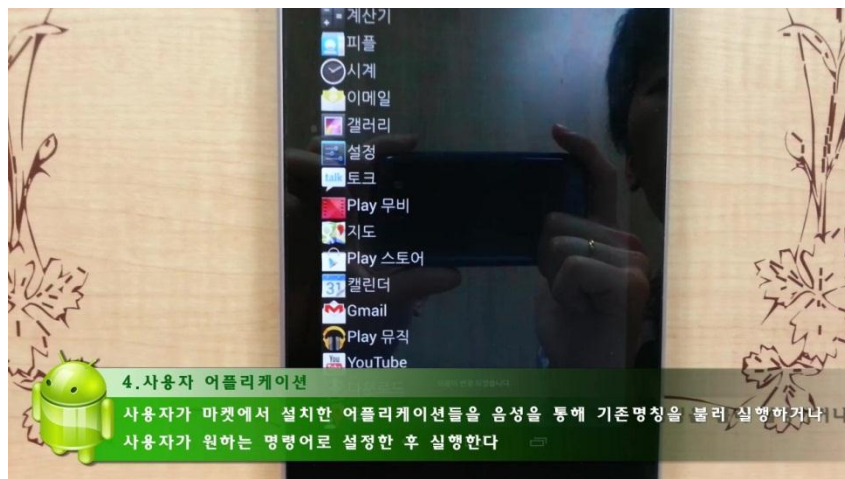 계산기
피플
시계
이메일
갤러리
설정
talk 토크
Play 무비
지도
Play 스토어
31 캘린더
Gmail
Play 뮤직
You YouTube
4.사용자 어플리케이션
사용자가 마켓에서 설치한 어플리케이션들을 음성을 통해 기존명칭을 불러 실행하거나
사용자가 원하는 명령어로 설정한 후 실행한다